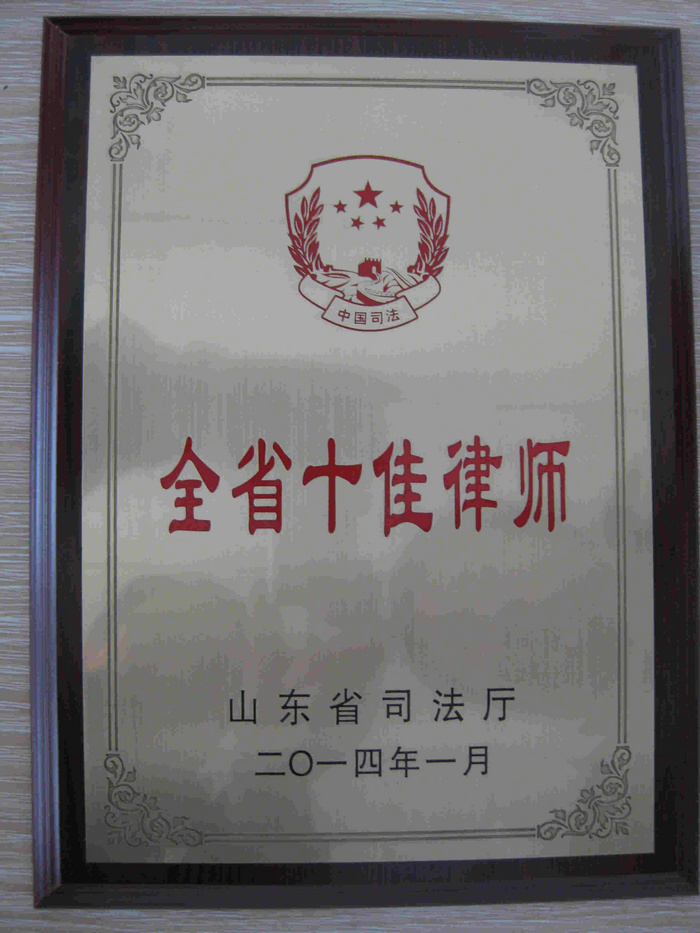 中国司法
全省十佳律师
山东省司法厅
二〇一四年一月